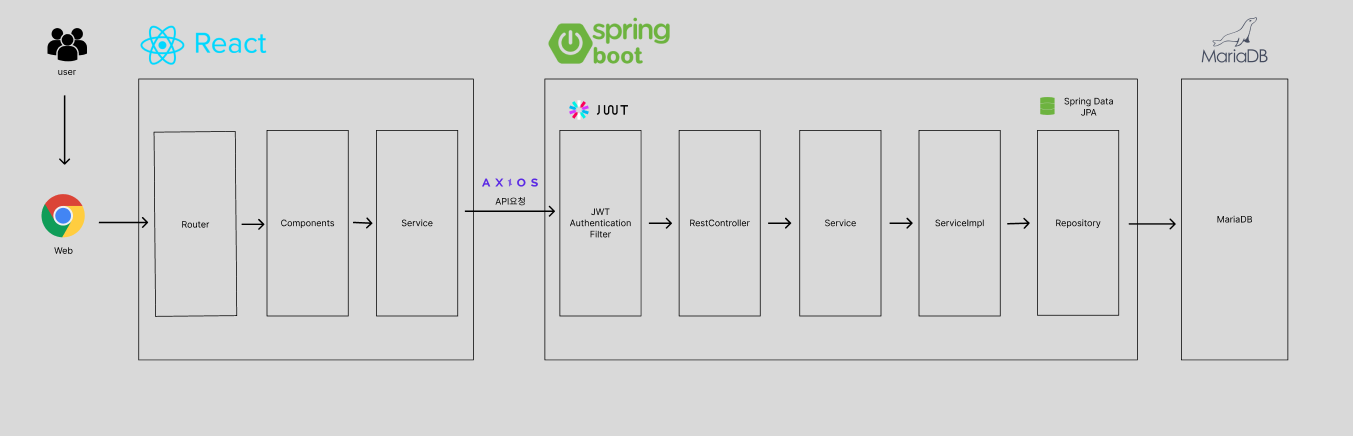 user
Web
React
Router
Components
Service
AXIOS
API요청
spring
boot
JWT
JWT
Authentication
Filter
RestController
Service
ServiceImpl
Spring Data
JPA
Repository
MariaDB
MariaDB